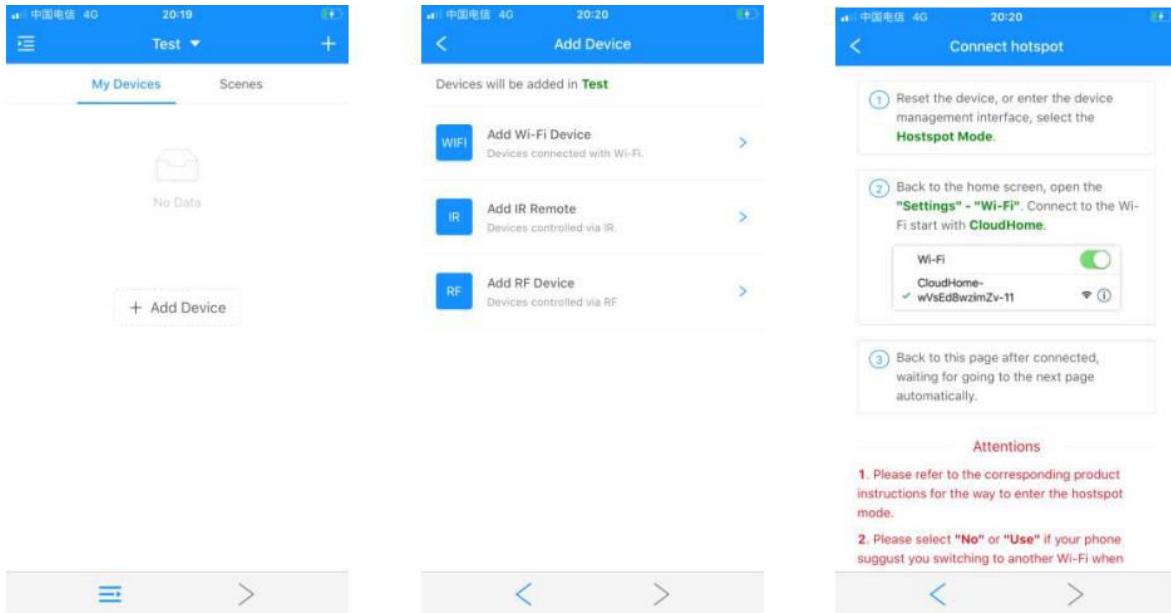 中国电信 4G 20:19
Test
My Devices Scenes
No Data
+ Add Device
中国电信 4G 20:20
Add Device
Devices will be added in Test
WIFI
Add Wi-Fi Device
Devices connected with Wi-Fi.
IR
Add IR Remote
Devices controlled via IR.
RF
Add RF Device
Devices controlled via RF
中国电信 4G 20:20
Connect hotspot
1 Reset the device, or enter the device
management interface, select the
Hostspot Mode.
2 Back to the home screen, open the
"Settings" - "Wi-Fi". Connect to the Wi-
Fi start with CloudHome.
Wi-Fi
CloudHome-
wVsEd8wzimZv-11
3 Back to this page after connected,
waiting for going to the next page
automatically.
Attentions
1. Please refer to the corresponding product
instructions for the way to enter the hostspot
mode.
2. Please select "No" or "Use" if your phone
suggust you switching to another Wi-Fi when